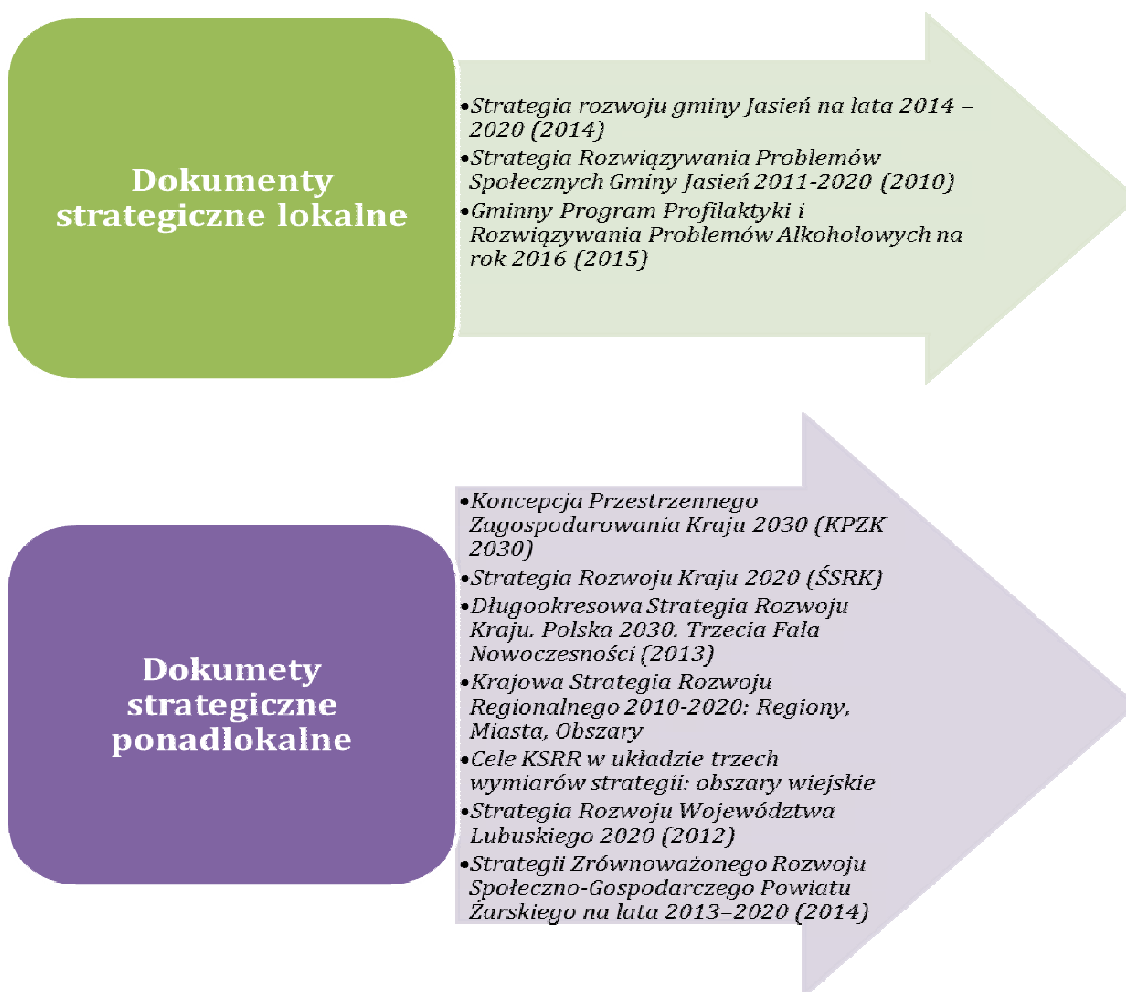 Dokumenty
strategiczne lokalne
•Strategia rozwoju gminy Jasień na lata 2014 –
2020 (2014)
•Strategia Rozwiązywania Problemów
Społecznych Gminy Jasień 2011-2020 (2010)
•Gminny Program Profilaktyki i
Rozwiązywania Problemów Alkoholowych na
rok 2016 (2015)
Dokumety
strategiczne
ponadlokalne
•Koncepcja Przestrzennego
Zagospodarowania Kraju 2030 (KPZK
2030)
•Strategia Rozwoju Kraju 2020 (ŚSRK)
•Długookresowa Strategia Rozwoju
Kraju. Polska 2030. Trzecia Fala
Nowoczesności (2013)
•Krajowa Strategia Rozwoju
Regionalnego 2010-2020: Regiony,
Miasta, Obszary
•Cele KSRR w układzie trzech
wymiarów strategii: obszary wiejskie
•Strategia Rozwoju Województwa
Lubuskiego 2020 (2012)
•Strategii Zrównoważonego Rozwoju
Społeczno-Gospodarczego Powiatu
Żarskiego na lata 2013–2020 (2014)